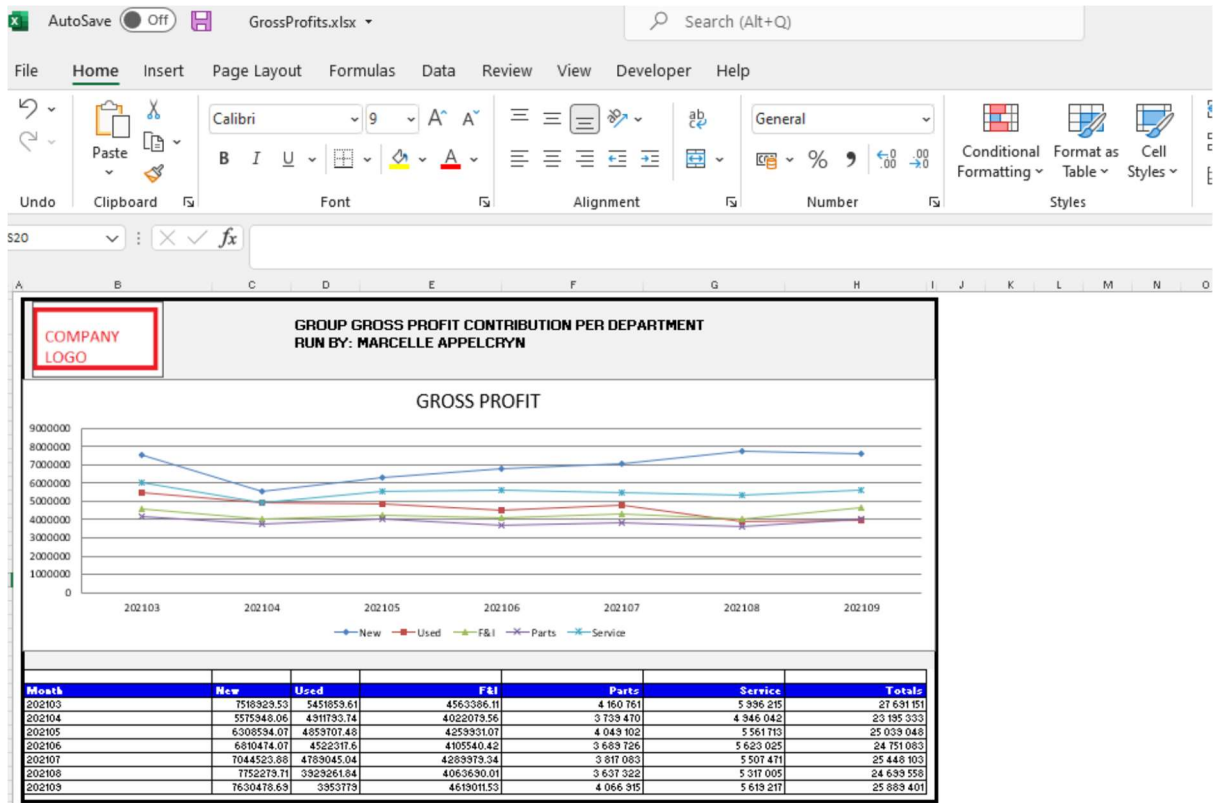 AutoSave Off GrossProfits.xlsx Search (Alt+Q)
File Home Insert Page Layout Formulas Data Review View Developer Help
Paste Calibri 9 A A ab General Conditional Formatting Format as Table Cell Styles
B I U A % 9 .00
Undo Clipboard Font Alignment Number Styles
S20 fx
A B C D E F G H I J K L M N O
COMPANY
LOGO
GROUP GROSS PROFIT CONTRIBUTION PER DEPARTMENT
RUN BY: MARCELLE APPELCRYN
GROSS PROFIT
9000000
8000000
7000000
6000000
5000000
4000000
3000000
2000000
1000000
0
202103 202104 202105 202106 202107 202108 202109
New Used F&I Parts Service
Month New Used F&I Parts Service Totals
202103 7518929.53 5451859.61 4563386.11 4 160 761 5 996 215 27 691 151
202104 5575948.06 4911793.74 4022079.56 3 739 470 4 946 042 23 195 333
202105 6308594.07 4859707.48 4259931.07 4 049 102 5 561 713 25 039 048
202106 6810474.07 4522317.6 4105540.42 3 689 726 5 623 025 24 751 083
202107 7044523.88 4789045.04 4289979.34 3 817 083 5 507 471 25 448 103
202108 7752279.71 3929261.84 4063690.01 3 637 322 5 317 005 24 699 558
202109 7630478.69 3953779 4619011.53 4 066 915 5 619 217 25 889 401